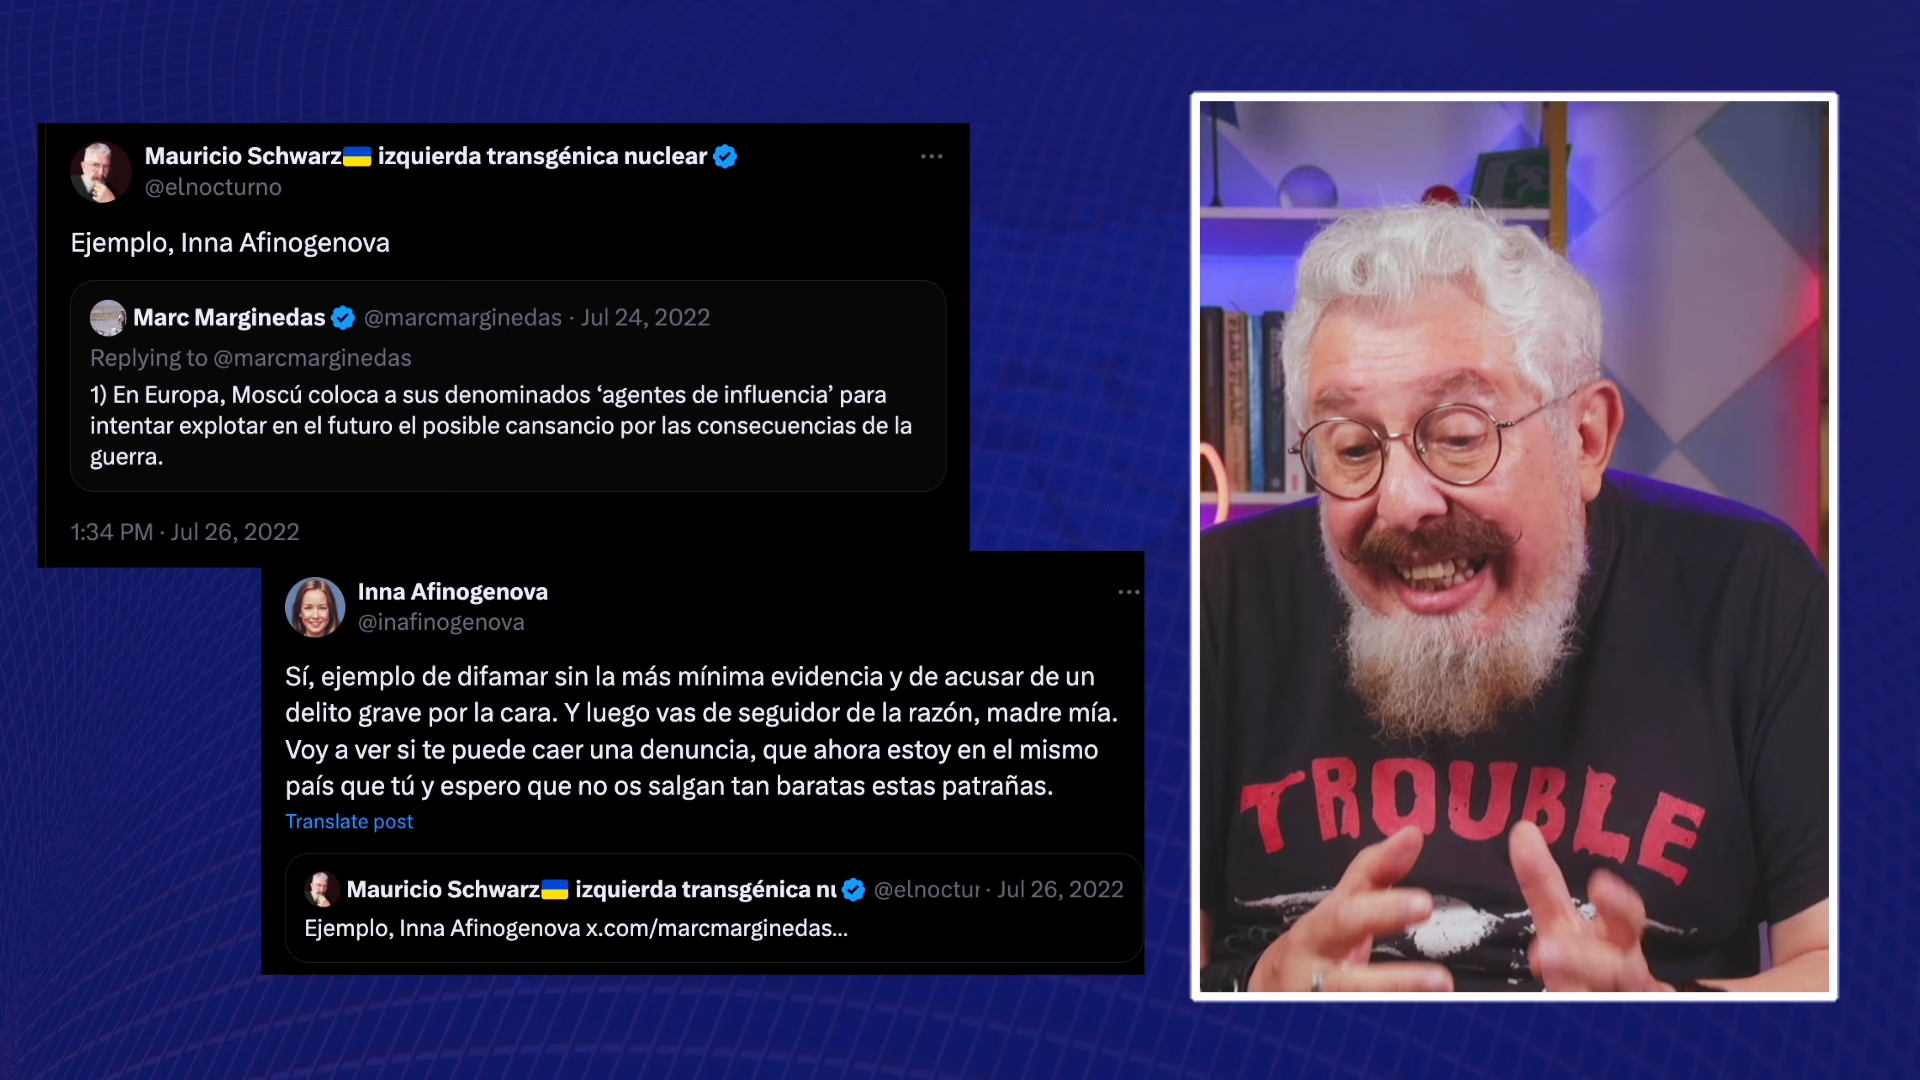 Mauricio Schwarz🇺🇦 izquierda transgénica nuclear
@elnocturno
Ejemplo, Inna Afinogenova
Marc Marginedas @marcmarginedas · Jul 24, 2022
Replying to @marcmarginedas
1) En Europa, Moscú coloca a sus denominados ‘agentes de influencia’ para
intentar explotar en el futuro el posible cansancio por las consecuencias de la
guerra.
1:34 PM · Jul 26, 2022
Inna Afinogenova
@inafinogenova
Sí, ejemplo de difamar sin la más mínima evidencia y de acusar de un
delito grave por la cara. Y luego vas de seguidor de la razón, madre mía.
Voy a ver si te puede caer una denuncia, que ahora estoy en el mismo
país que tú y espero que no os salgan tan baratas estas patrañas.
Translate post
Mauricio Schwarz🇺🇦 izquierda transgénica nu @elnoctur · Jul 26, 2022
Ejemplo, Inna Afinogenova x.com/marcmarginedas...
TROUBLE